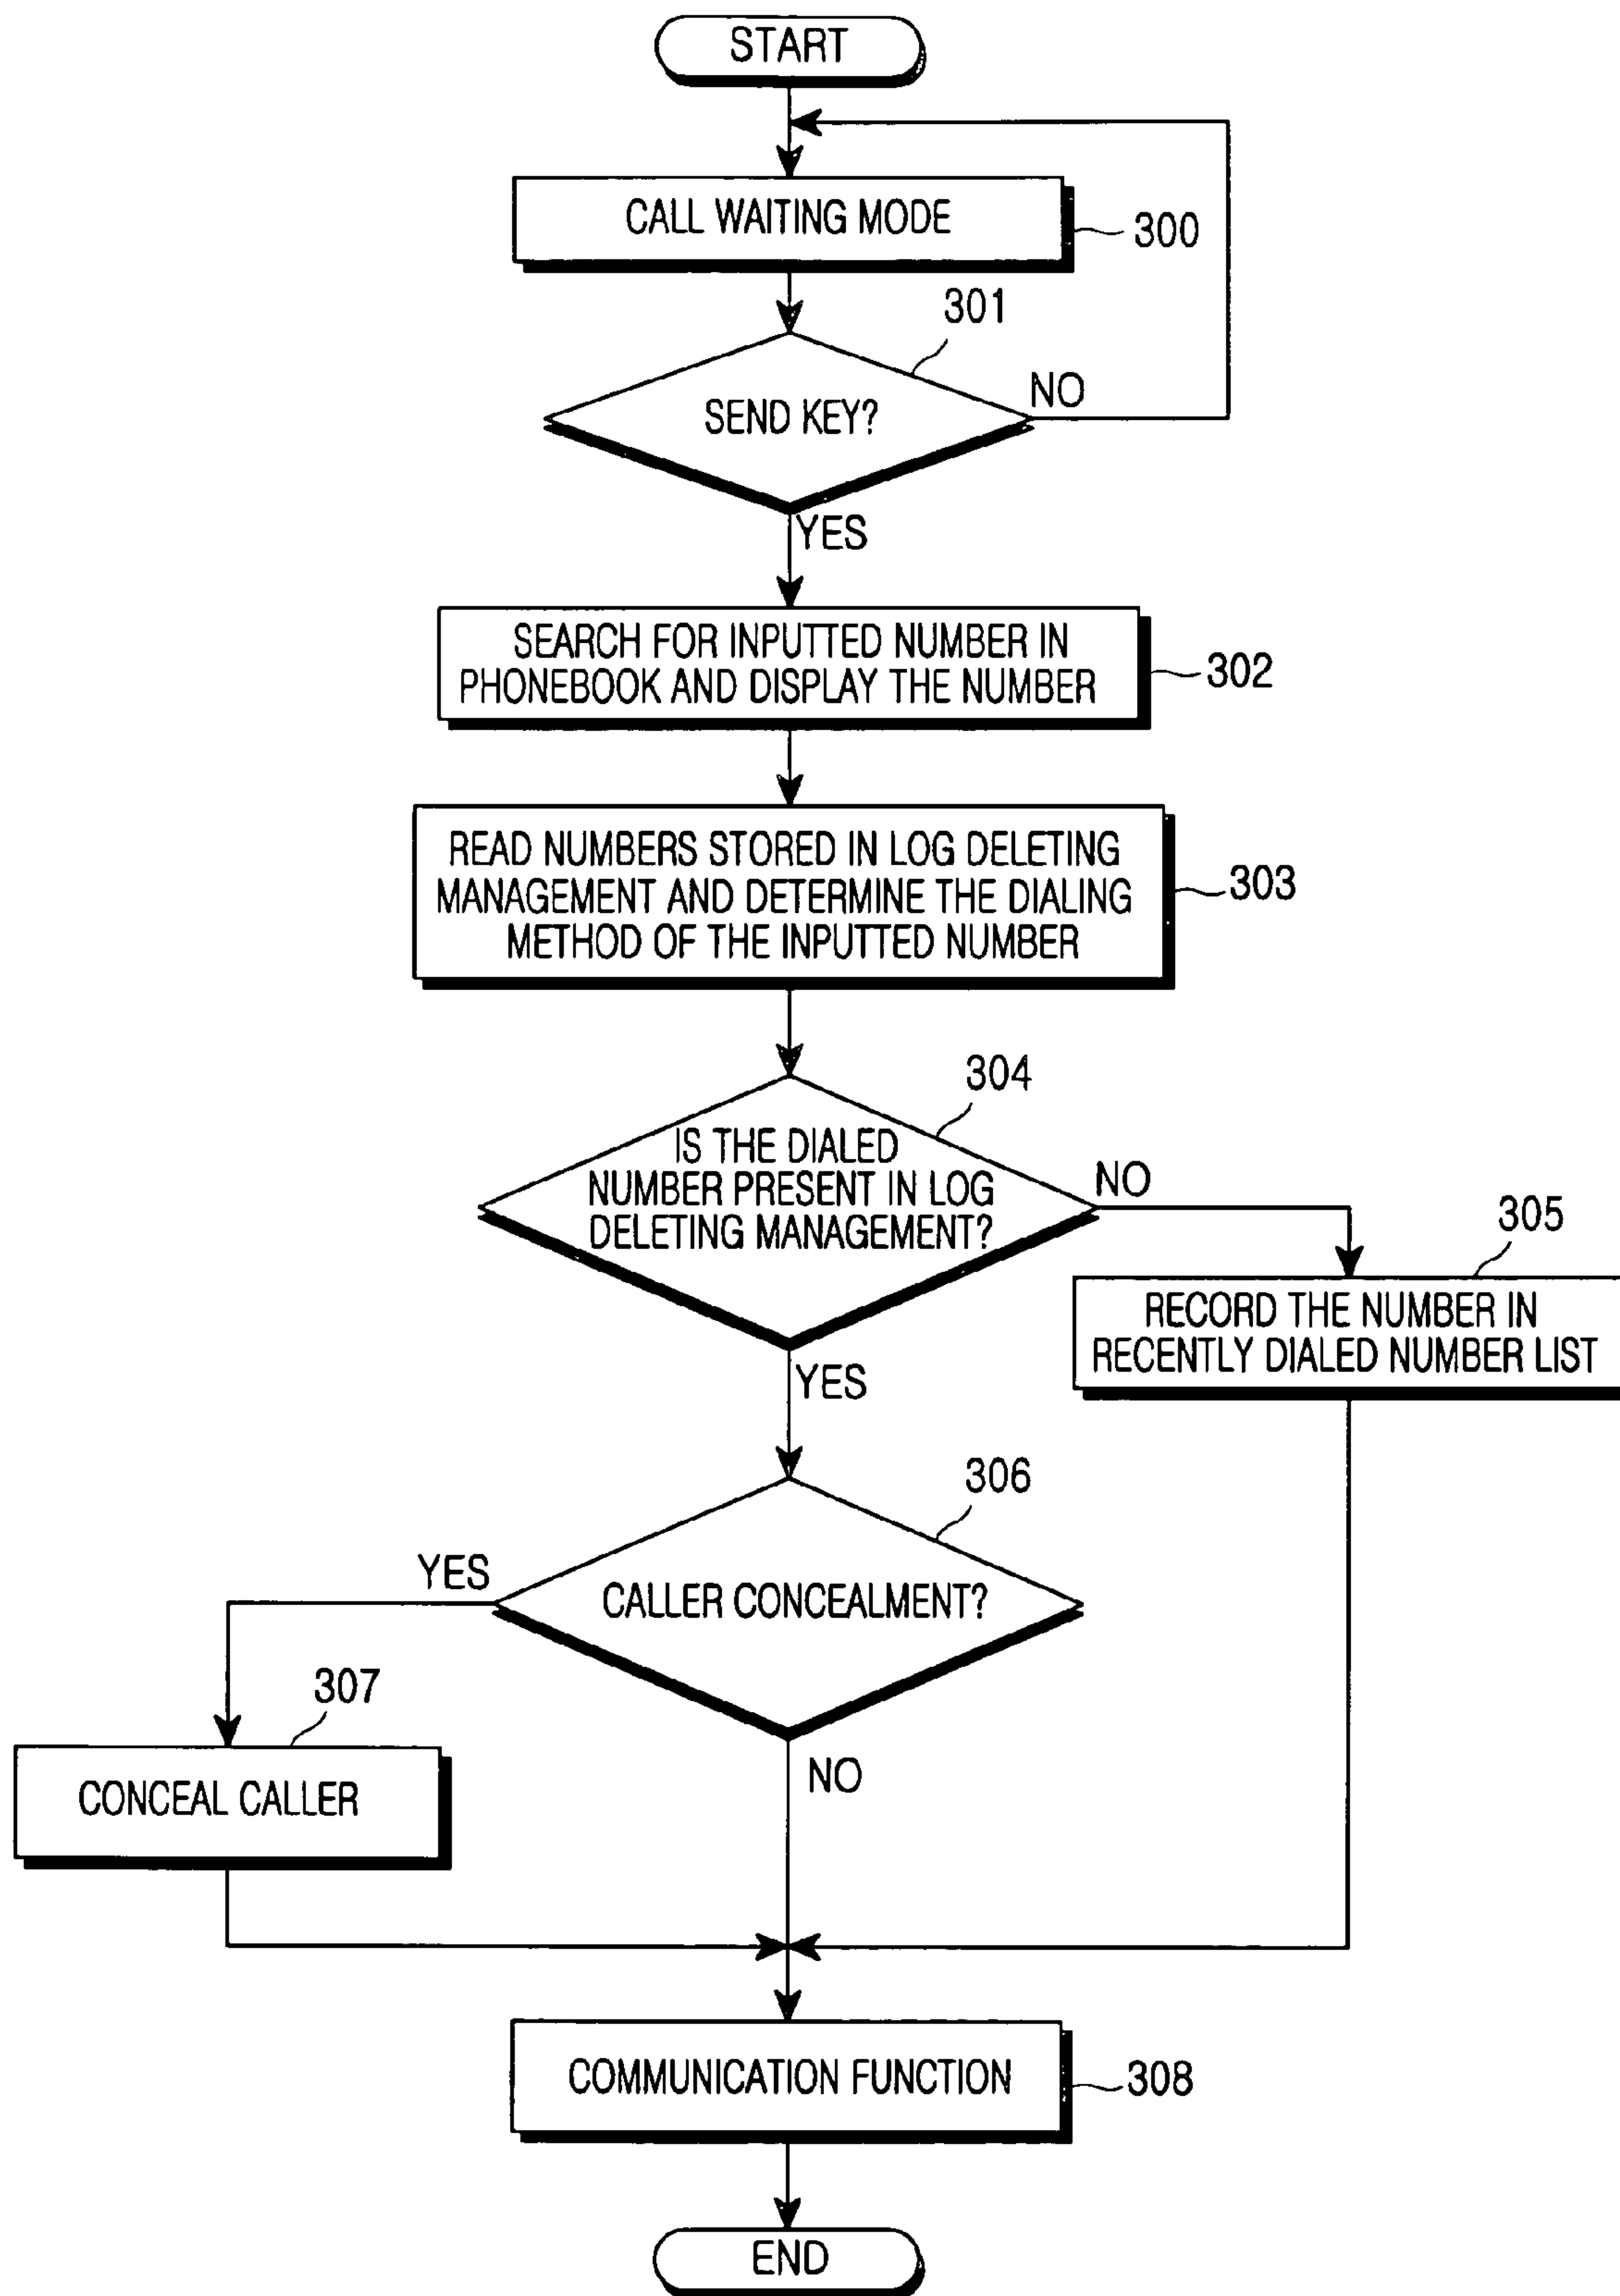 START
CALL WAITING MODE
300
301
SEND KEY?
NO
YES
SEARCH FOR INPUTTED NUMBER IN
PHONEBOOK AND DISPLAY THE NUMBER
302
READ NUMBERS STORED IN LOG DELETING
MANAGEMENT AND DETERMINE THE DIALING
METHOD OF THE INPUTTED NUMBER
303
304
IS THE DIALED
NUMBER PRESENT IN LOG
DELETING MANAGEMENT?
NO
YES
305
RECORD THE NUMBER IN
RECENTLY DIALED NUMBER LIST
306
CALLER CONCEALMENT?
YES
NO
307
CONCEAL CALLER
COMMUNICATION FUNCTION
308
END